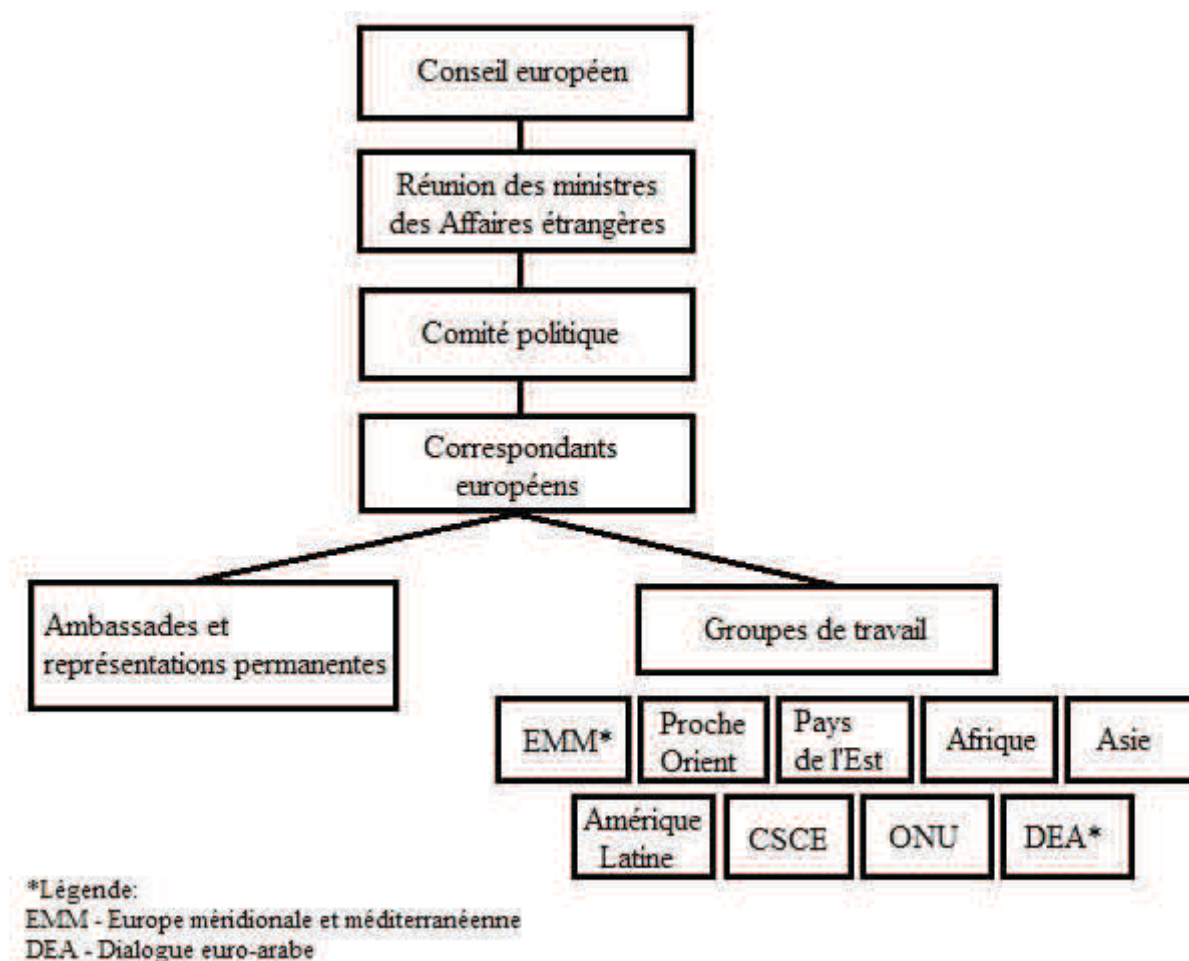 Conseil européen
Réunion des ministres
des Affaires étrangères
Comité politique
Correspondants
européens
Ambassades et
représentations permanentes
Groupes de travail
EMM*
Proche
Orient
Pays
de l'Est
Afrique
Asie
Amérique
Latine
CSCE
ONU
DEA*
*Légende:
EMM - Europe méridionale et méditerranéenne
DEA - Dialogue euro-arabe